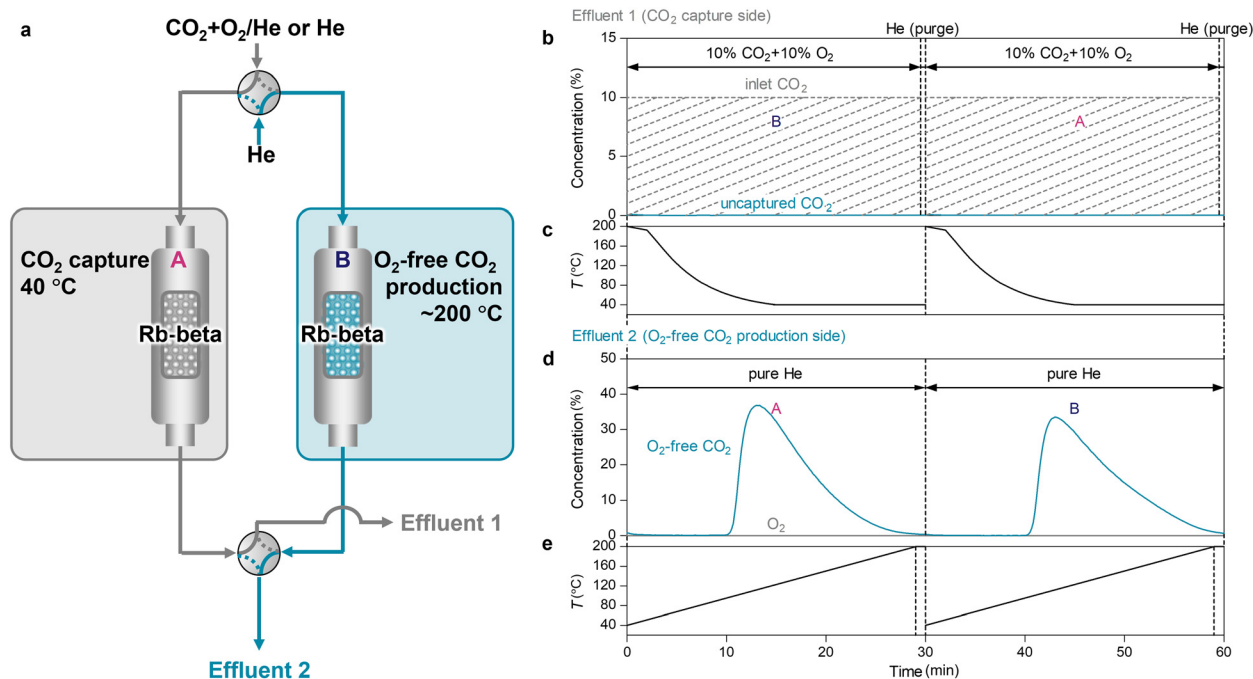 a
CO₂+O₂/He or He
He
CO₂ capture
40 °C
A
Rb-beta
B
O₂-free CO₂
production
~200 °C
Rb-beta
Effluent 1
Effluent 2
Effluent 1 (CO₂ capture side)
b
He (purge)
He (purge)
15
10
5
0
Concentration (%)
10% CO₂+10% O₂
10% CO₂+10% O₂
inlet CO₂
B
A
uncaptured CO₂
c
200
160
120
80
40
T (°C)
Effluent 2 (O₂-free CO₂ production side)
d
50
40
30
20
10
0
Concentration (%)
pure He
pure He
A
B
O₂-free CO₂
O₂
e
200
160
120
80
40
T (°C)
0
10
20
30
40
50
60
Time (min)